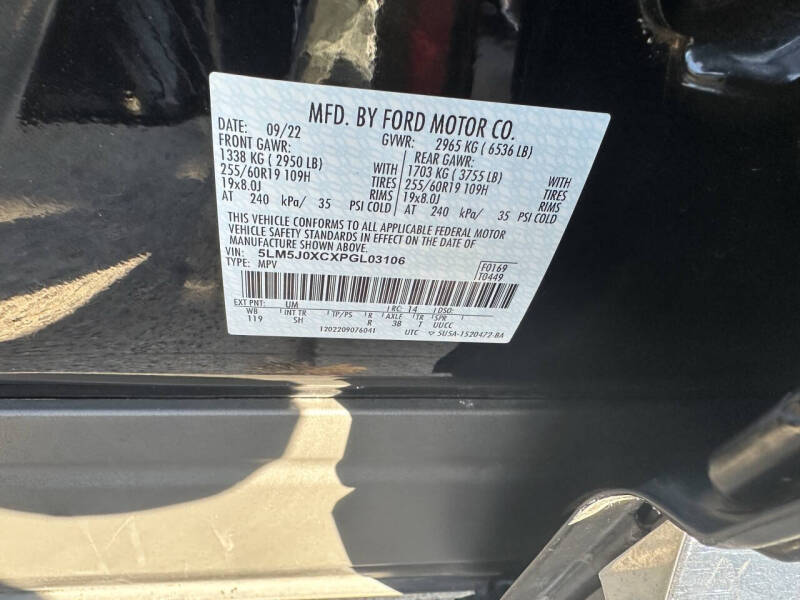 MFD. BY FORD MOTOR CO.
DATE: 09/22 GVWR: 2965 KG ( 6536 LB)
FRONT GAWR: REAR GAWR:
1338 KG ( 2950 LB) WITH 1703 KG ( 3755 LB) WITH
255/60R19 109H TIRES 255/60R19 109H TIRES
19x8.0J RIMS 19x8.0J RIMS
AT 240 kPa/ 35 PSI COLD AT 240 kPa/ 35 PSI COLD
THIS VEHICLE CONFORMS TO ALL APPLICABLE FEDERAL MOTOR
VEHICLE SAFETY STANDARDS IN EFFECT ON THE DATE OF
MANUFACTURE SHOWN ABOVE.
VIN: 5LM5J0XCXPGL03106 F0169
TYPE: MPV T0449
EXT PNT: UM RC: 14 DSO:
WB INT TR TP/PS R AXLE TR SPR
119 SH R 3B T UUCC
1202209076041 UTC 5U5A-1520472-BA